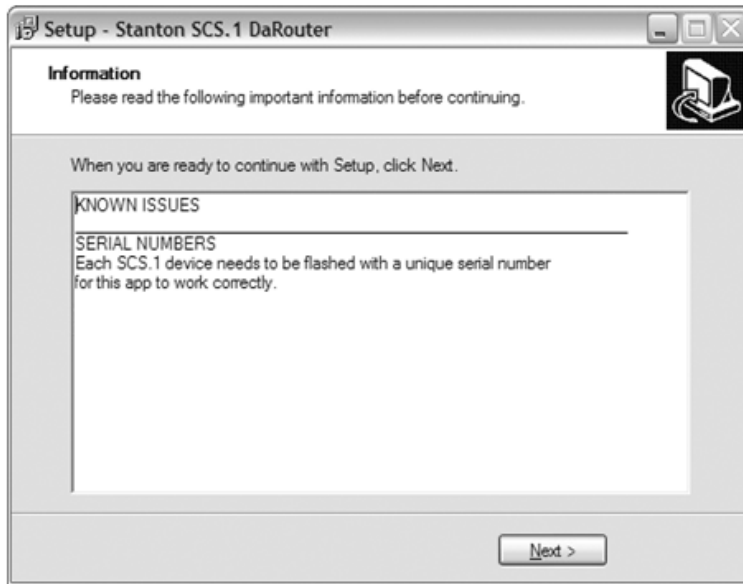 Setup - Stanton SCS.1 DaRouter
Information
Please read the following important information before continuing.
When you are ready to continue with Setup, click Next.
KNOWN ISSUES
SERIAL NUMBERS
Each SCS.1 device needs to be flashed with a unique serial number
for this app to work correctly.
Next >